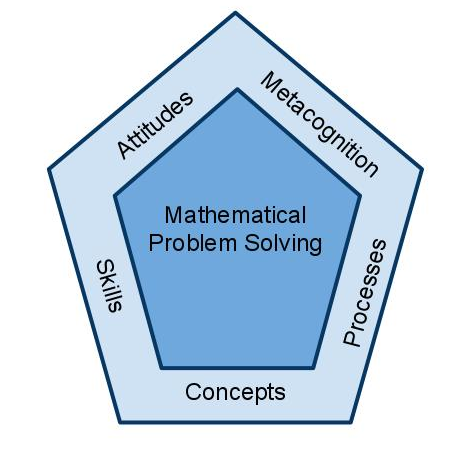 Attitudes
Metacognition
Mathematical
Problem Solving
Skills
Processes
Concepts